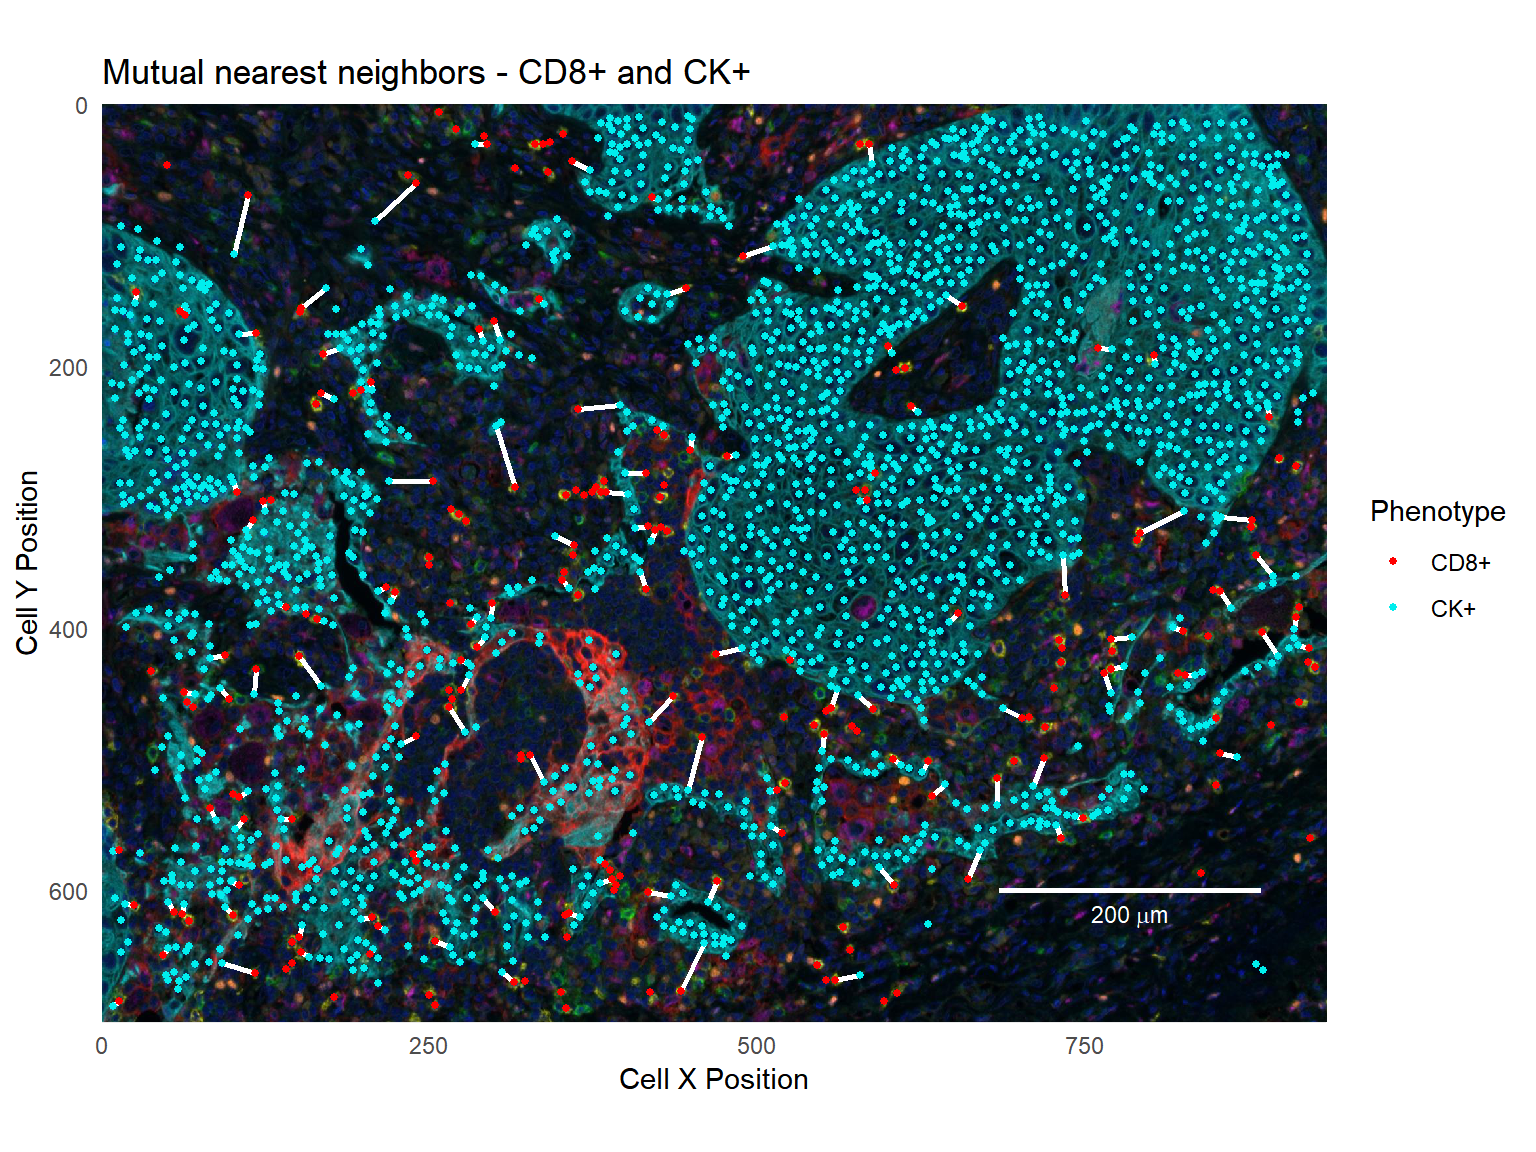 Mutual nearest neighbors - CD8+ and CK+
0
200
400
600
Cell Y Position
200 μm
0
250
500
750
Cell X Position
Phenotype
CD8+
CK+